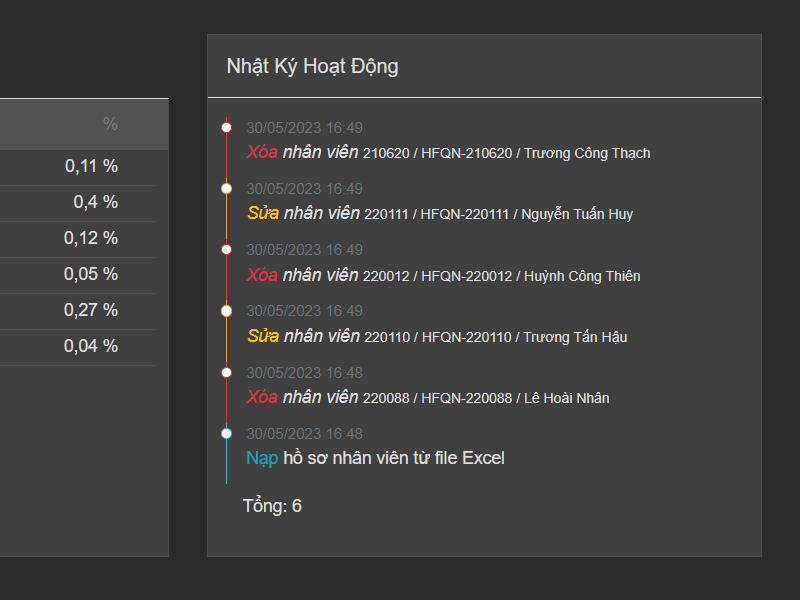 %
0,11 %
0,4 %
0,12 %
0,05 %
0,27 %
0,04 %
Nhật Ký Hoạt Động
30/05/2023 16:49
Xóa nhân viên 210620 / HFQN-210620 / Trương Công Thạch
30/05/2023 16:49
Sửa nhân viên 220111 / HFQN-220111 / Nguyễn Tuấn Huy
30/05/2023 16:49
Xóa nhân viên 220012 / HFQN-220012 / Huỳnh Công Thiên
30/05/2023 16:49
Sửa nhân viên 220110 / HFQN-220110 / Trương Tấn Hậu
30/05/2023 16:48
Xóa nhân viên 220088 / HFQN-220088 / Lê Hoài Nhân
30/05/2023 16:48
Nạp hồ sơ nhân viên từ file Excel
Tổng: 6